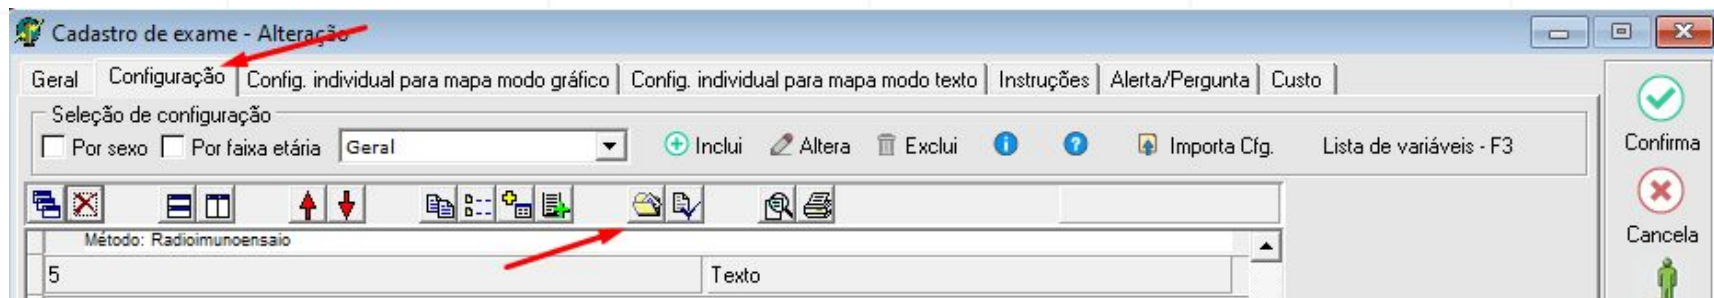 Cadastro de exame - Alteração
Geral Configuração Config. individual para mapa modo gráfico Config. individual para mapa modo texto Instruções Alerta/Pergunta Custo
Seleção de configuração
Por sexo Por faixa etária Geral Inclui Altera Exclui Importa Cfg. Lista de variáveis - F3
Confirma
Método: Radioimunoensaio
Cancela
5 Texto